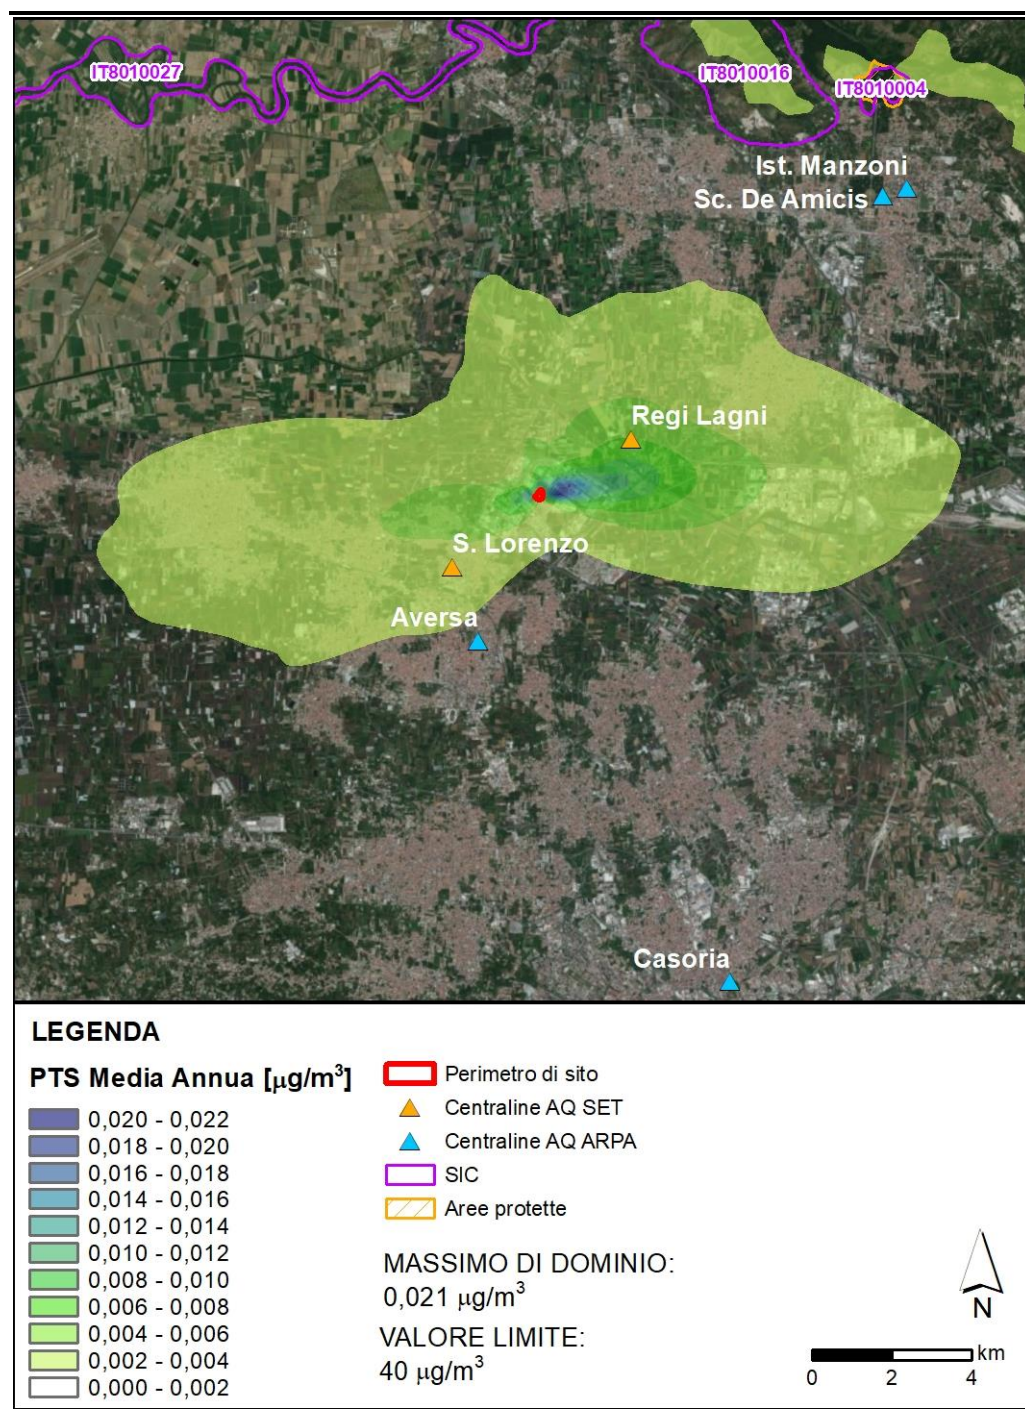 IT8010027
IT8010016
IT8010004
Ist. Manzoni
Sc. De Amicis
Regi Lagni
S. Lorenzo
Aversa
Casoria
LEGENDA
PTS Media Annua [μg/m³]
0,020 - 0,022
0,018 - 0,020
0,016 - 0,018
0,014 - 0,016
0,012 - 0,014
0,010 - 0,012
0,008 - 0,010
0,006 - 0,008
0,004 - 0,006
0,002 - 0,004
0,000 - 0,002
Perimetro di sito
Centraline AQ SET
Centraline AQ ARPA
SIC
Aree protette
MASSIMO DI DOMINIO:
0,021 μg/m³
VALORE LIMITE:
40 μg/m³
N
km
0 2 4